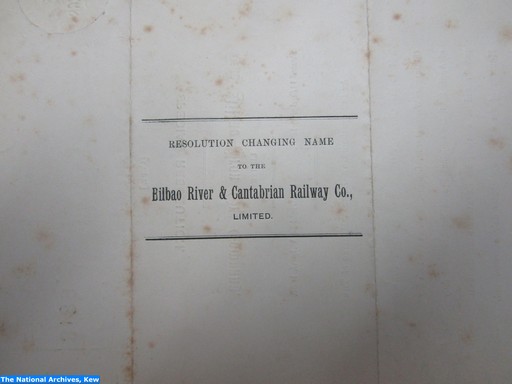 RESOLUTION CHANGING NAME
TO THE
Bilbao River & Cantabrian Railway Co.,
LIMITED.
The National Archives, Kew